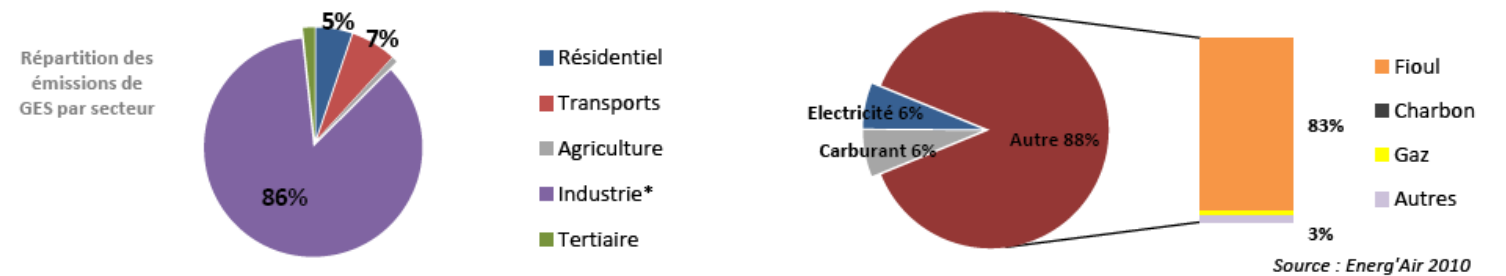 Répartition des
émissions de
GES par secteur
5%
7%
86%
Résidentiel
Transports
Agriculture
Industrie*
Tertiaire
Electricité 6%
Carburant 6%
Autre 88%
83%
3%
Fioul
Charbon
Gaz
Autres
Source : Energ'Air 2010